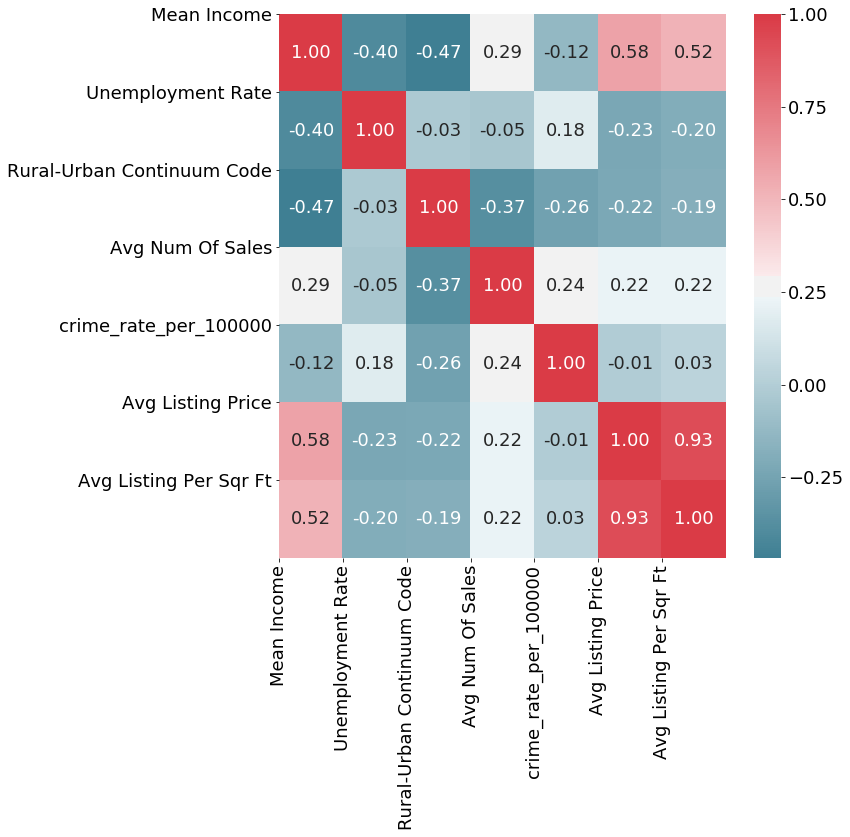 Mean Income
1.00 -0.40 -0.47 0.29 -0.12 0.58 0.52
Unemployment Rate
-0.40 1.00 -0.03 -0.05 0.18 -0.23 -0.20
Rural-Urban Continuum Code
-0.47 -0.03 1.00 -0.37 -0.26 -0.22 -0.19
Avg Num Of Sales
0.29 -0.05 -0.37 1.00 0.24 0.22 0.22
crime_rate_per_100000
-0.12 0.18 -0.26 0.24 1.00 -0.01 0.03
Avg Listing Price
0.58 -0.23 -0.22 0.22 -0.01 1.00 0.93
Avg Listing Per Sqr Ft
0.52 -0.20 -0.19 0.22 0.03 0.93 1.00
Mean Income
Unemployment Rate
Rural-Urban Continuum Code
Avg Num Of Sales
crime_rate_per_100000
Avg Listing Price
Avg Listing Per Sqr Ft
1.00
0.75
0.50
0.25
0.00
−0.25